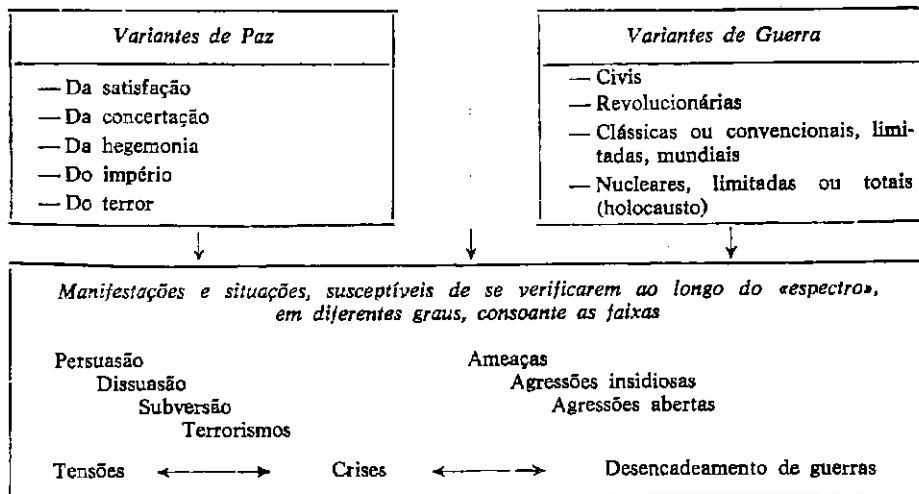 Variantes de Paz
— Da satisfação
— Da concertação
— Da hegemonia
— Do império
— Do terror
Variantes de Guerra
— Civis
— Revolucionárias
— Clássicas ou convencionais, limi-
tadas, mundiais
— Nucleares, limitadas ou totais
(holocausto)
Manifestações e situações, susceptíveis de se verificarem ao longo do «espectro»,
em diferentes graus, consoante as faixas
Persuasão
Dissuasão
Subversão
Terrorismos
Ameaças
Agressões insidiosas
Agressões abertas
Tensões Crises Desencadeamento de guerras